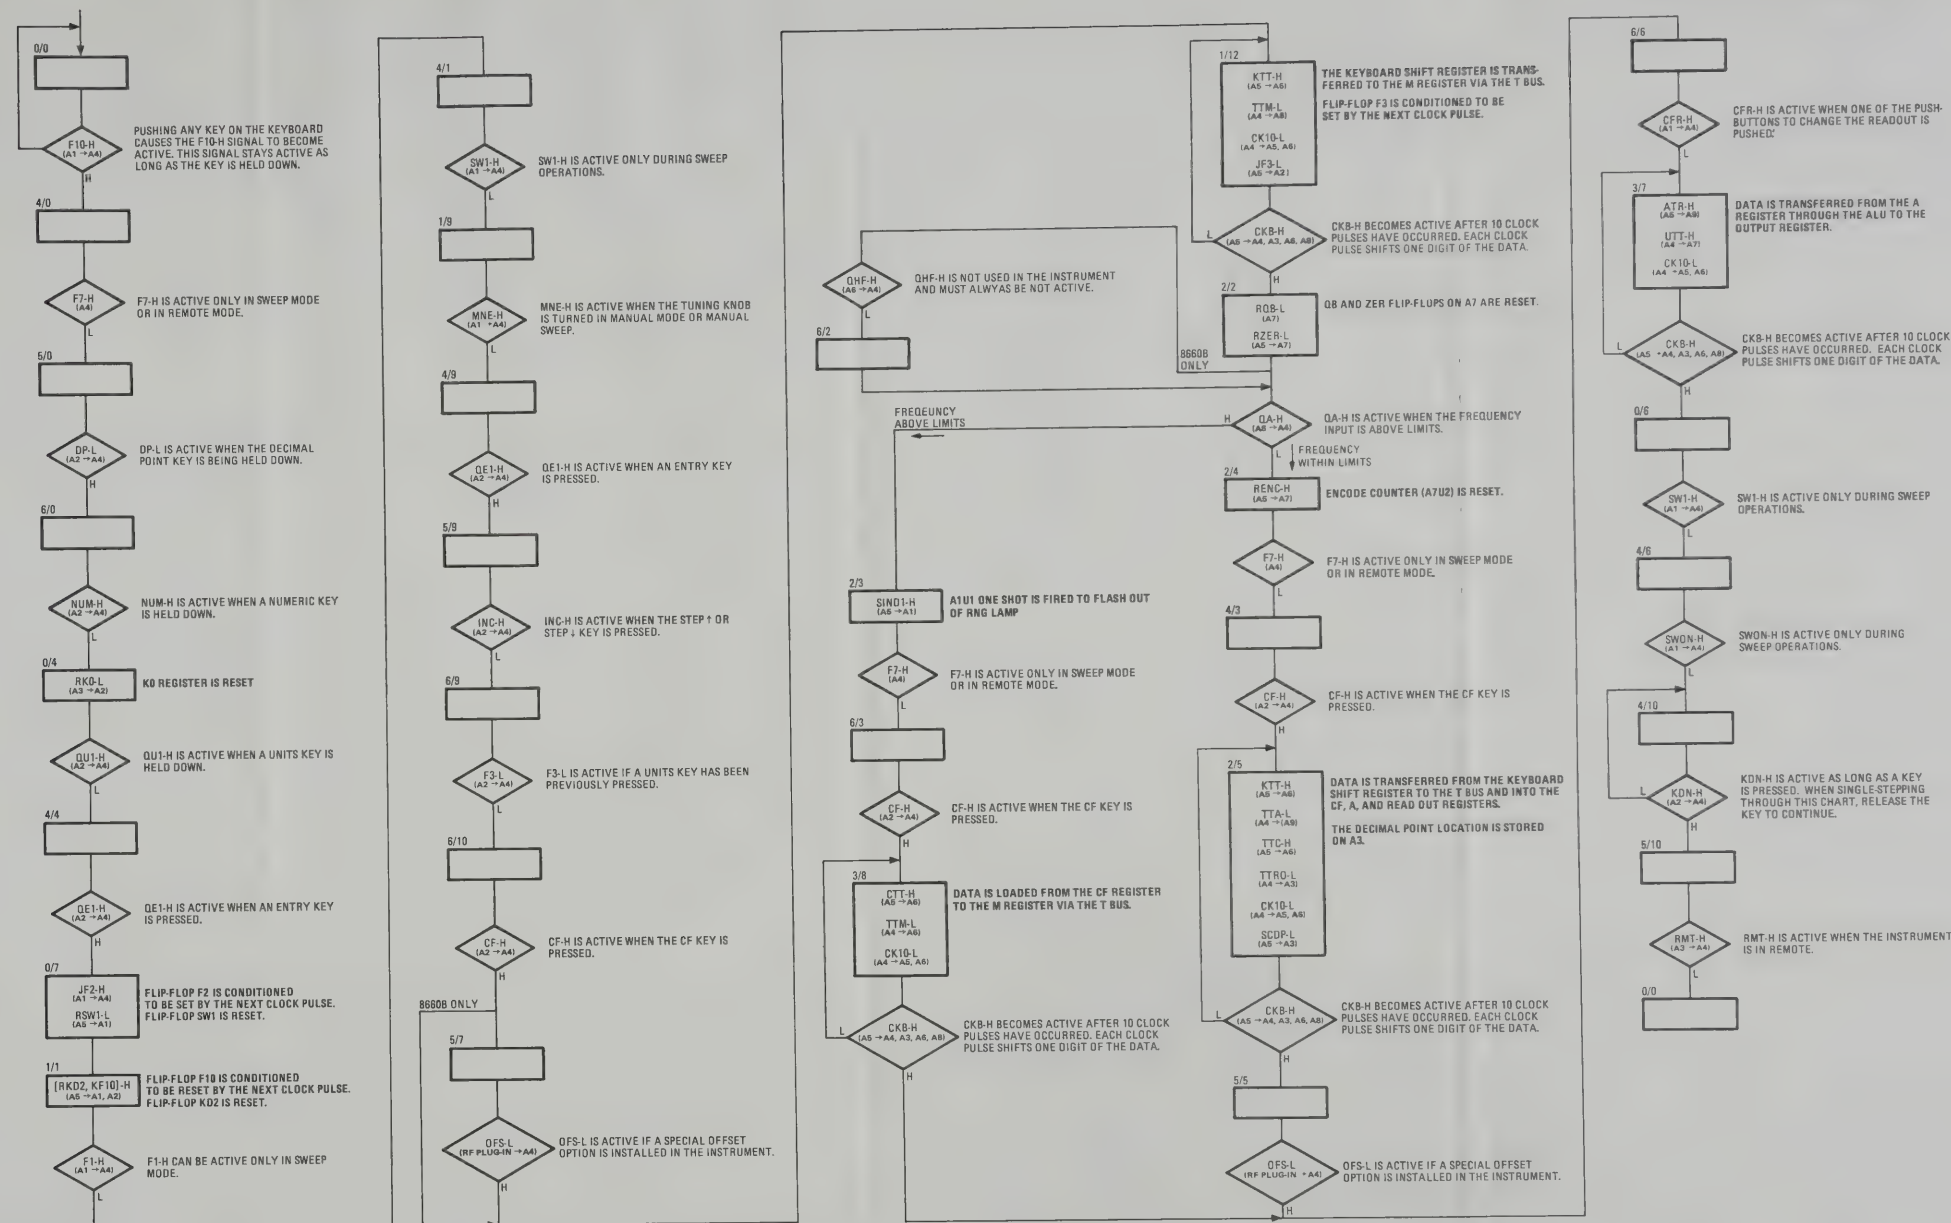 0/0
F10-H
(A1→A4)
PUSHING ANY KEY ON THE KEYBOARD
CAUSES THE F10-H SIGNAL TO BECOME
ACTIVE. THIS SIGNAL STAYS ACTIVE AS
LONG AS THE KEY IS HELD DOWN.
H
4/0
F7-H
(A4)
F7-H IS ACTIVE ONLY IN SWEEP MODE
OR IN REMOTE MODE.
L
5/0
DP-L
(A2→A4)
DP-L IS ACTIVE WHEN THE DECIMAL
POINT KEY IS BEING HELD DOWN.
H
6/0
NUM-H
(A2→A4)
NUM-H IS ACTIVE WHEN A NUMERIC KEY
IS HELD DOWN.
L
0/4
RK0-L
(A3→A2)
K0 REGISTER IS RESET
QU1-H
(A2→A4)
QU1-H IS ACTIVE WHEN A UNITS KEY IS
HELD DOWN.
L
4/4
QE1-H
(A2→A4)
QE1-H IS ACTIVE WHEN AN ENTRY KEY
IS PRESSED.
H
0/7
JF2-H
(A1→A4)
RSW1-L
(A5→A1)
FLIP-FLOP F2 IS CONDITIONED
TO BE SET BY THE NEXT CLOCK PULSE.
FLIP-FLOP SW1 IS RESET.
1/1
[RKD2, KF10]-H
(A5→A1, A2)
FLIP-FLOP F10 IS CONDITIONED
TO BE RESET BY THE NEXT CLOCK PULSE.
FLIP-FLOP KD2 IS RESET.
F1-H
(A1→A4)
F1-H CAN BE ACTIVE ONLY IN SWEEP
MODE.
L
4/1
SW1-H
(A1→A4)
SW1-H IS ACTIVE ONLY DURING SWEEP
OPERATIONS.
L
1/9
MNE-H
(A1→A4)
MNE-H IS ACTIVE WHEN THE TUNING KNOB
IS TURNED IN MANUAL MODE OR MANUAL
SWEEP.
L
4/9
QE1-H
(A2→A4)
QE1-H IS ACTIVE WHEN AN ENTRY KEY
IS PRESSED.
H
5/9
INC-H
(A2→A4)
INC-H IS ACTIVE WHEN THE STEP ↑ OR
STEP ↓ KEY IS PRESSED.
L
6/9
F3-L
(A2→A4)
F3-L IS ACTIVE IF A UNITS KEY HAS BEEN
PREVIOUSLY PRESSED.
L
6/10
CF-H
(A2→A4)
CF-H IS ACTIVE WHEN THE CF KEY IS
PRESSED.
H
8660B ONLY
5/7
OFS-L
(RF PLUG-IN→A4)
OFS-L IS ACTIVE IF A SPECIAL OFFSET
OPTION IS INSTALLED IN THE INSTRUMENT.
H
1/12
KTT-H
(A5→A6)
TTM-L
(A4→A8)
CK10-L
(A4→A5, A6)
JF3-L
(A5→A2)
THE KEYBOARD SHIFT REGISTER IS TRANS-
FERRED TO THE M REGISTER VIA THE T BUS.
FLIP-FLOP F3 IS CONDITIONED TO BE
SET BY THE NEXT CLOCK PULSE.
L
CKB-H
(A5→A4, A3, A6, A8)
CKB-H BECOMES ACTIVE AFTER 10 CLOCK
PULSES HAVE OCCURRED. EACH CLOCK
PULSE SHIFTS ONE DIGIT OF THE DATA.
H
2/2
RQB-L
(A7)
RZER-L
(A5→A7)
QB AND ZER FLIP-FLOPS ON A7 ARE RESET.
QHF-H
(A6→A4)
QHF-H IS NOT USED IN THE INSTRUMENT
AND MUST ALWYAS BE NOT ACTIVE.
L
6/2
8660B
ONLY
FREQEUNCY
ABOVE LIMITS
H
QA-H
(A8→A4)
QA-H IS ACTIVE WHEN THE FREQUENCY
INPUT IS ABOVE LIMITS.
L
FREQUENCY
WITHIN LIMITS
2/4
RENC-H
(A5→A7)
ENCODE COUNTER (A7U2) IS RESET.
F7-H
(A4)
F7-H IS ACTIVE ONLY IN SWEEP MODE
OR IN REMOTE MODE.
L
4/3
CF-H
(A2→A4)
CF-H IS ACTIVE WHEN THE CF KEY IS
PRESSED.
H
2/5
KTT-H
(A5→A6)
TTA-L
(A4→(A9)
TTC-H
(A5→A6)
TTRO-L
(A4→A3)
CK10-L
(A4→A5, A6)
SCDP-L
(A5→A3)
DATA IS TRANSFERRED FROM THE KEYBOARD
SHIFT REGISTER TO THE T BUS AND INTO THE
CF, A, AND READ OUT REGISTERS.
THE DECIMAL POINT LOCATION IS STORED
ON A3.
L
CKB-H
(A5→A4, A3, A6, A8)
CKB-H BECOMES ACTIVE AFTER 10 CLOCK
PULSES HAVE OCCURRED. EACH CLOCK
PULSE SHIFTS ONE DIGIT OF THE DATA.
H
5/5
OFS-L
(RF PLUG-IN→A4)
OFS-L IS ACTIVE IF A SPECIAL OFFSET
OPTION IS INSTALLED IN THE INSTRUMENT.
H
2/3
SIND1-H
(A5→A1)
A1U1 ONE SHOT IS FIRED TO FLASH OUT
OF RNG LAMP
F7-H
(A4)
F7-H IS ACTIVE ONLY IN SWEEP MODE
OR IN REMOTE MODE.
L
6/3
CF-H
(A2→A4)
CF-H IS ACTIVE WHEN THE CF KEY IS
PRESSED.
H
3/8
CTT-H
(A5→A6)
TTM-L
(A4→A6)
CK10-L
(A4→A5, A6)
DATA IS LOADED FROM THE CF REGISTER
TO THE M REGISTER VIA THE T BUS.
L
CKB-H
(A5→A4, A3, A6, A8)
CKB-H BECOMES ACTIVE AFTER 10 CLOCK
PULSES HAVE OCCURRED. EACH CLOCK
PULSE SHIFTS ONE DIGIT OF THE DATA.
H
6/6
CFR-H
(A1→A4)
CFR-H IS ACTIVE WHEN ONE OF THE PUSH-
BUTTONS TO CHANGE THE READOUT IS
PUSHED.
L
3/7
ATR-H
(A5→A9)
UTT-H
(A4→A7)
CK10-L
(A4→A5, A6)
DATA IS TRANSFERRED FROM THE A
REGISTER THROUGH THE ALU TO THE
OUTPUT REGISTER.
L
CKB-H
(A5→A4, A3, A6, A8)
CKB-H BECOMES ACTIVE AFTER 10 CLOCK
PULSES HAVE OCCURRED. EACH CLOCK
PULSE SHIFTS ONE DIGIT OF THE DATA.
H
0/6
SW1-H
(A1→A4)
SW1-H IS ACTIVE ONLY DURING SWEEP
OPERATIONS.
L
4/6
SWON-H
(A1→A4)
SWON-H IS ACTIVE ONLY DURING
SWEEP OPERATIONS.
L
4/10
L
KDN-H
(A2→A4)
KDN-H IS ACTIVE AS LONG AS A KEY
IS PRESSED. WHEN SINGLE-STEPPING
THROUGH THIS CHART, RELEASE THE
KEY TO CONTINUE.
H
5/10
RMT-H
(A3→A4)
RMT-H IS ACTIVE WHEN THE INSTRUMENT
IS IN REMOTE.
L
0/0